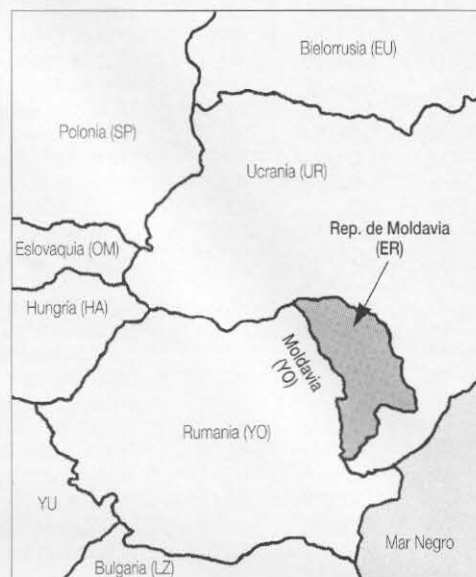 Bielorrusia (EU)
Polonia (SP)
Ucrania (UR)
Rep. de Moldavia
(ER)
Eslovaquia (OM)
Hungría (HA)
Moldavia
(YO)
Rumania (YO)
YU
Mar Negro
Bulgaria (LZ)